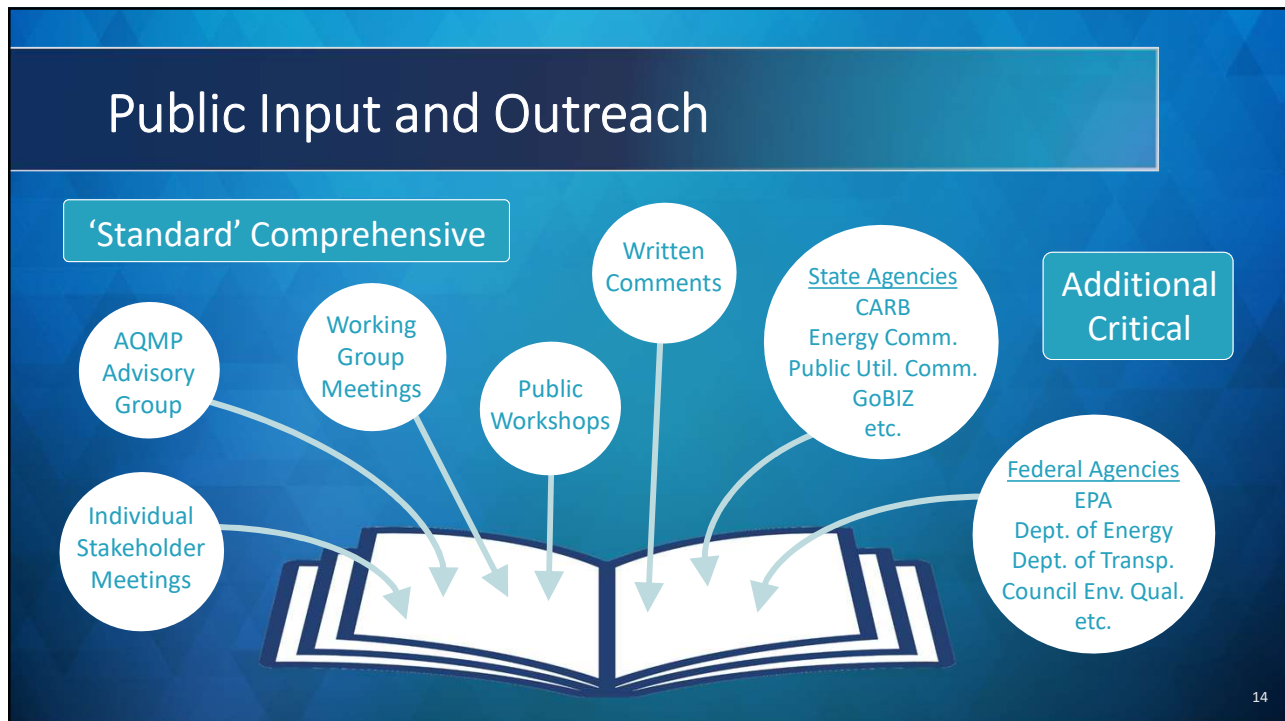 Public Input and Outreach
‘Standard’ Comprehensive
AQMP
Advisory
Group
Individual
Stakeholder
Meetings
Working
Group
Meetings
Public
Workshops
Written
Comments
State Agencies
CARB
Energy Comm.
Public Util. Comm.
GoBIZ
etc.
Additional
Critical
Federal Agencies
EPA
Dept. of Energy
Dept. of Transp.
Council Env. Qual.
etc.
14